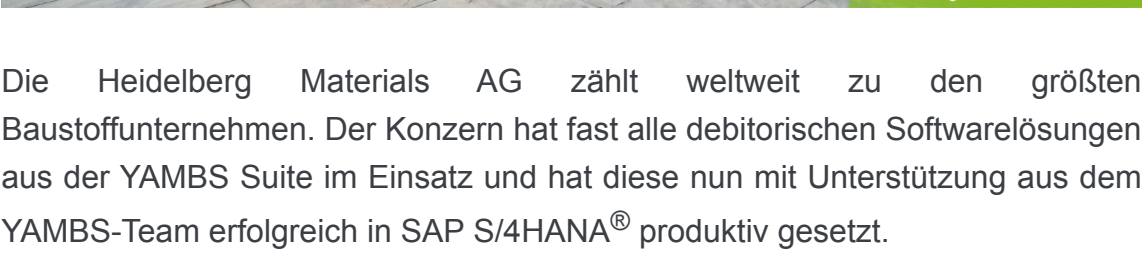 Die Heidelberg Materials AG zählt weltweit zu den größten
Baustoffunternehmen. Der Konzern hat fast alle debitorischen Softwarelösungen
aus der YAMBS Suite im Einsatz und hat diese nun mit Unterstützung aus dem
YAMBS-Team erfolgreich in SAP S/4HANA® produktiv gesetzt.